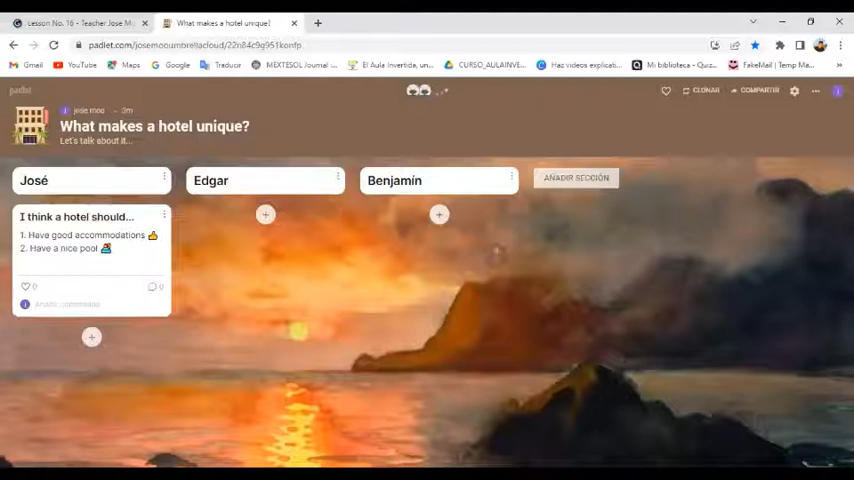 Lesson No. 16 - Teacher Jose M
What makes a hotel unique?
padlet.com/josemooumbrellacloud/22n84c9g951konfp
Gmail
YouTube
Maps
Google
Traducir
MEXTESOL Journal ...
El Aula Invertida, un...
CURSO_AULAINVE...
Haz videos explicati...
Mi biblioteca - Quiz...
FakeMail | Temp Ma...
padlet
CLONAR
COMPARTIR
jose moo
3m
What makes a hotel unique?
Let's talk about it...
José
Edgar
Benjamín
AÑADIR SECCIÓN
I think a hotel should...
1. Have good accommodations 👍
2. Have a nice pool
0
0
Añadir comentario